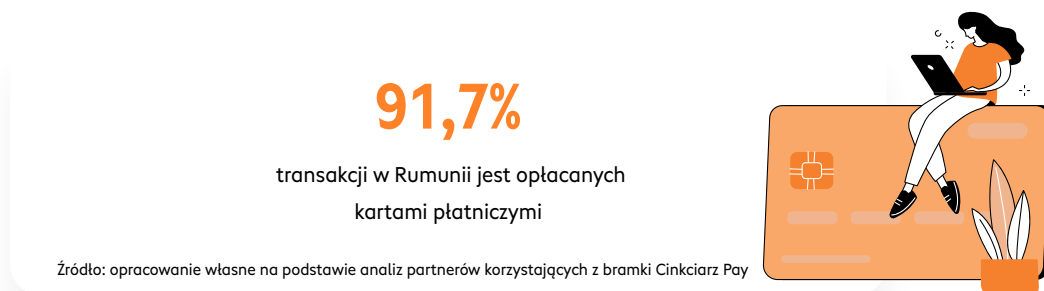 91,7%
transakcji w Rumunii jest opłacanych
kartami płatniczymi
Źródło: opracowanie własne na podstawie analiz partnerów korzystających z bramki Cinkciarz Pay